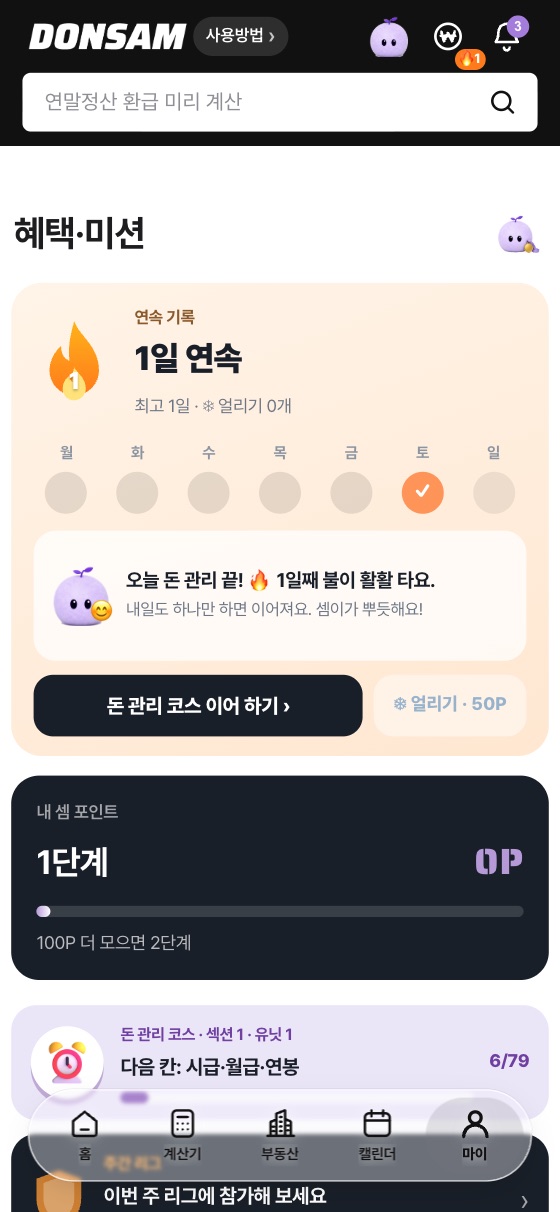 DONSAM
사용방법 ›
3
🔥1
연말정산 환급 미리 계산
혜택·미션
연속 기록
1
1일 연속
최고 1일 · ❄ 얼리기 0개
월 화 수 목 금 토 일
오늘 돈 관리 끝! 🔥 1일째 불이 활활 타요.
내일도 하나만 하면 이어져요. 셈이가 뿌듯해요!
돈 관리 코스 이어 하기 ›
❄ 얼리기 · 50P
내 셈 포인트
1단계
0P
100P 더 모으면 2단계
돈 관리 코스 · 섹션 1 · 유닛 1
다음 칸: 시급·월급·연봉
6/79
홈 계산기 부동산 캘린더 마이
주간 리그
이번 주 리그에 참가해 보세요 ›